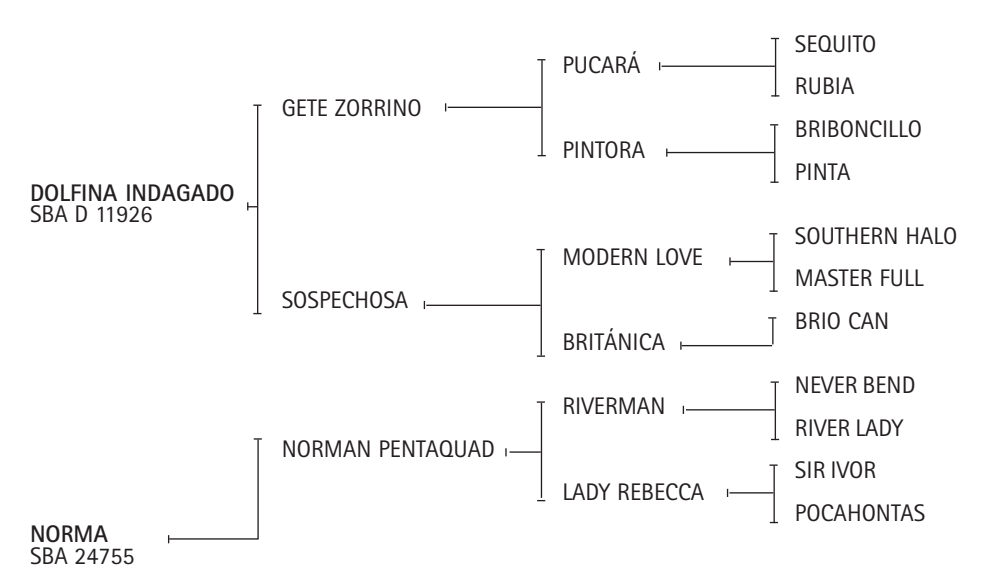 DOLFINA INDAGADO
SBA D 11926
GETE ZORRINO
SOSPECHOSA
PUCARÁ
PINTORA
MODERN LOVE
BRITÁNICA
SEQUITO
RUBIA
BRIBONCILLO
PINTA
SOUTHERN HALO
MASTER FULL
BRIO CAN
NORMA
SBA 24755
NORMAN PENTAQUAD
RIVERMAN
LADY REBECCA
NEVER BEND
RIVER LADY
SIR IVOR
POCAHONTAS